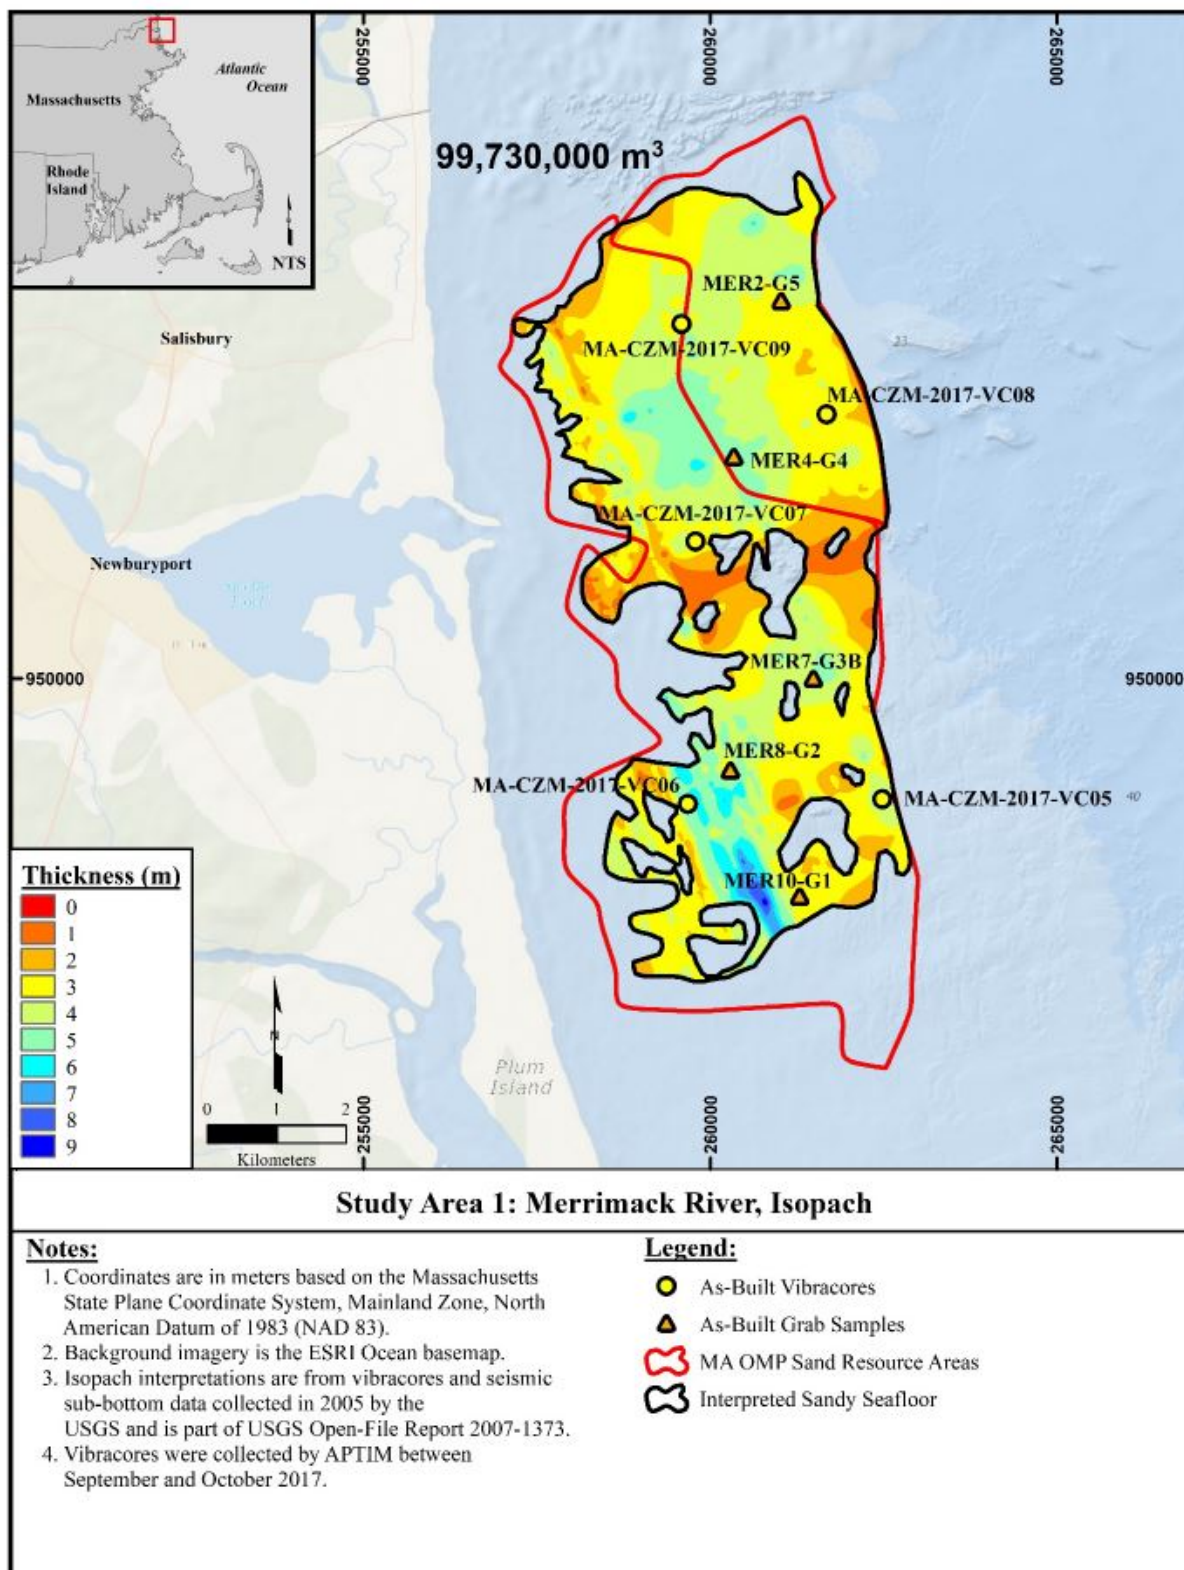 Massachusetts
Atlantic
Ocean
Rhode
Island
NTS
255000
260000
265000
99,730,000 m³
MER2-G5
Salisbury
MA-CZM-2017-VC09
23
MA-CZM-2017-VC08
MER4-G4
MA-CZM-2017-VC07
Newburyport
MER7-G3B
950000
950000
MER8-G2
MA-CZM-2017-VC06
MA-CZM-2017-VC05
40
MER10-G1
Thickness (m)
0
1
2
3
4
5
6
7
8
9
N
0 1 2
Kilometers
Plum
Island
255000
260000
265000
Study Area 1: Merrimack River, Isopach
Notes:
1. Coordinates are in meters based on the Massachusetts
State Plane Coordinate System, Mainland Zone, North
American Datum of 1983 (NAD 83).
2. Background imagery is the ESRI Ocean basemap.
3. Isopach interpretations are from vibracores and seismic
sub-bottom data collected in 2005 by the
USGS and is part of USGS Open-File Report 2007-1373.
4. Vibracores were collected by APTIM between
September and October 2017.
Legend:
As-Built Vibracores
As-Built Grab Samples
MA OMP Sand Resource Areas
Interpreted Sandy Seafloor